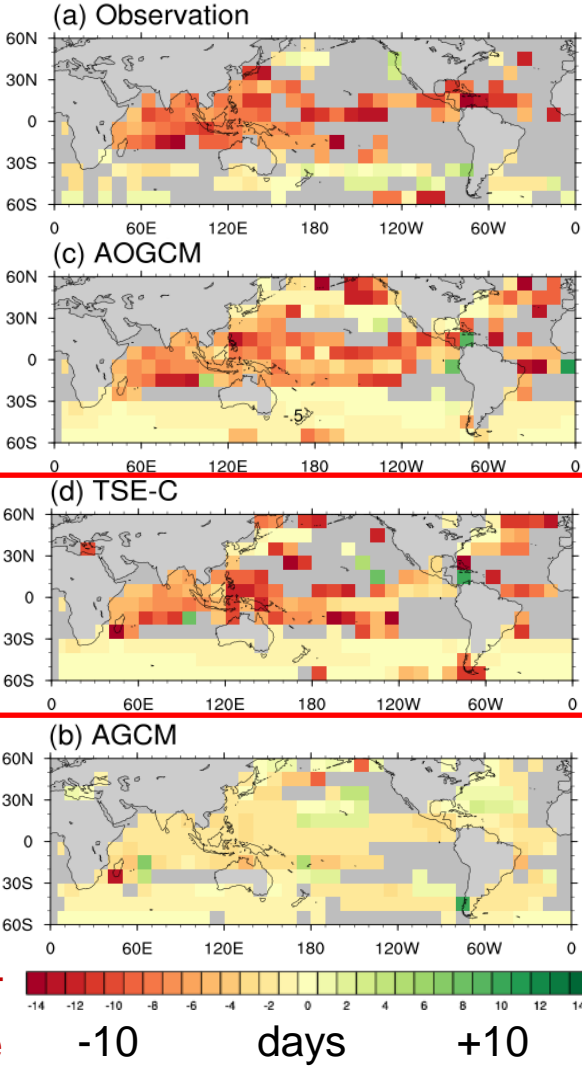 (a) Observation
60N
30N
0
30S
60S
0 60E 120E 180 120W 60W 0
(c) AOGCM
60N
30N
0
30S
60S
-.5
0 60E 120E 180 120W 60W 0
(d) TSE-C
60N
30N
0
30S
60S
0 60E 120E 180 120W 60W 0
(b) AGCM
60N
30N
0
30S
60S
0 60E 120E 180 120W 60W 0
-14 -12 -10 -8 -6 -4 -2 0 2 4 6 8 10 12 14
-10 days +10